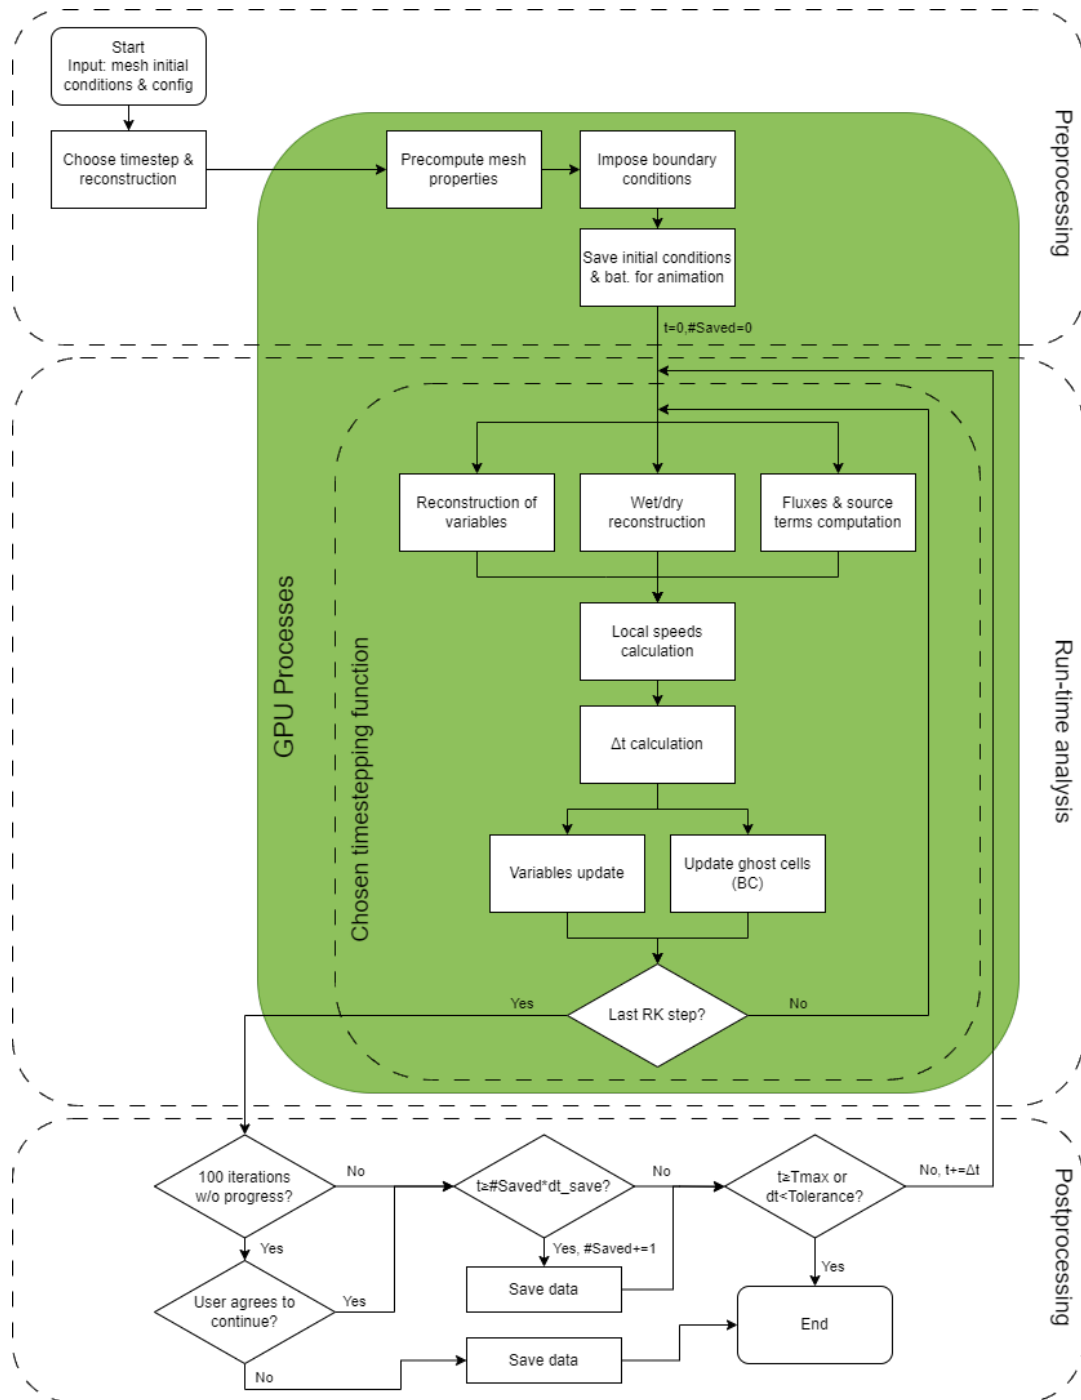 Start
Input: mesh initial
conditions & config
Choose timestep &
reconstruction
Precompute mesh
properties
Impose boundary
conditions
Save initial conditions
& bat. for animation
t=0,#Saved=0
Preprocessing
Reconstruction of
variables
Wet/dry
reconstruction
Fluxes & source
terms computation
Local speeds
calculation
Δt calculation
Variables update
Update ghost cells
(BC)
Last RK step?
Yes
No
GPU Processes
Chosen timestepping function
Run-time analysis
100 iterations
w/o progress?
No
Yes
User agrees to
continue?
Yes
No
t≥#Saved*dt_save?
No
Yes, #Saved+=1
Save data
Save data
t≥Tmax or
dt<Tolerance?
No, t+=Δt
Yes
End
Postprocessing